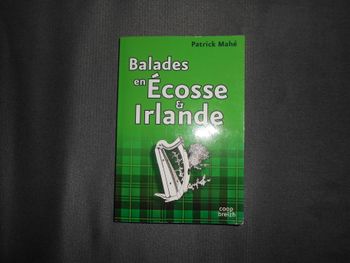 Patrick Mahé
Balades
en Écosse
&
Irlande
coop
breizh